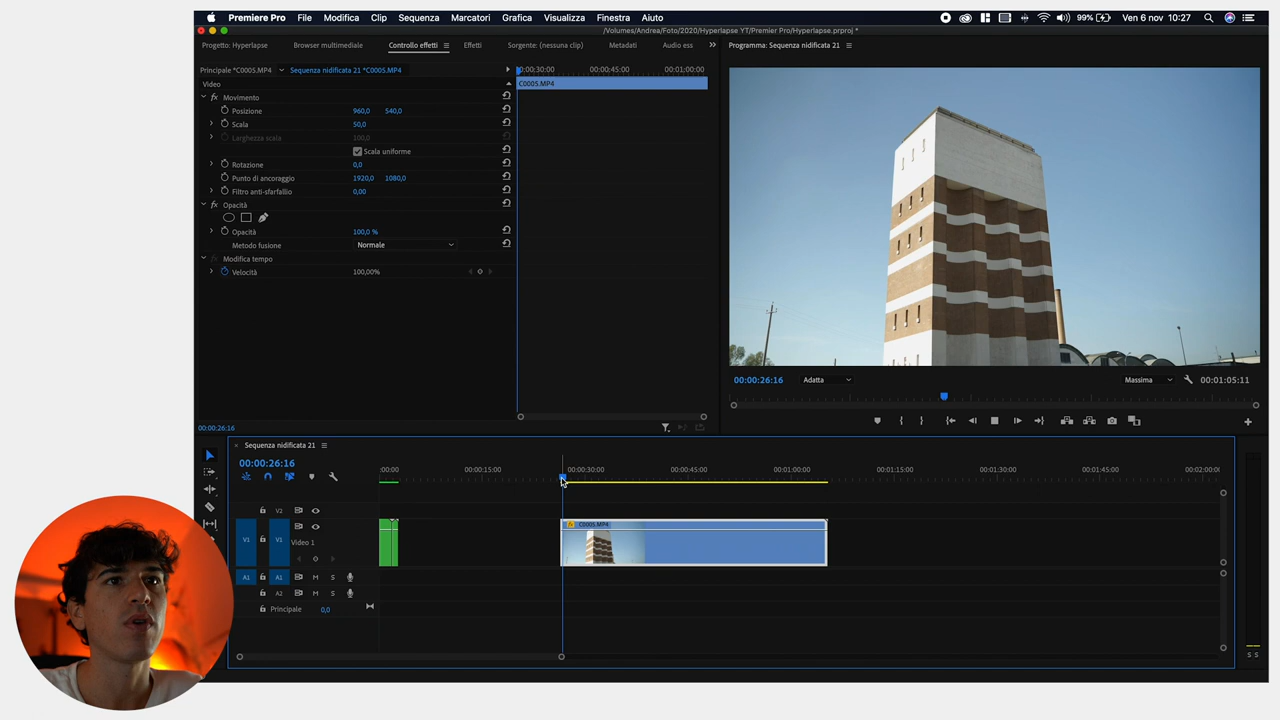 Premiere Pro File Modifica Clip Sequenza Marcatori Grafica Visualizza Finestra Aiuto 99% Ven 6 nov 10:27
/Volumes/Andrea/Foto/2020/Hyperlapse YT/Premier Pro/Hyperlapse.prproj *
Progetto: Hyperlapse Browser multimediale Controllo effetti Effetti Sorgente: (nessuna clip) Metadati Audio ess Programma: Sequenza nidificata 21
Principale *C0005.MP4 Sequenza nidificata 21 *C0005.MP4 00:00:30:00 00:00:45:00 00:01:00:00
Video C0005.MP4
fx Movimento
Posizione 960,0 540,0
Scala 50,0
Larghezza scala 100,0
Scala uniforme
Rotazione 0,0
Punto di ancoraggio 1920,0 1080,0
Filtro anti-sfarfallio 0,00
fx Opacità
Opacità 100,0 %
Metodo fusione Normale
Modifica tempo
Velocità 100,00%
00:00:26:16 Adatta Massima 00:01:05:11
00:00:26:16
Sequenza nidificata 21
00:00:26:16 :00:00 00:00:15:00 00:00:30:00 00:00:45:00 00:01:00:00 00:01:15:00 00:01:30:00 00:01:45:00 00:02:00:00
V2
fx C0005.MP4
V1 V1 Video 1
A1 A1 M S
A2 M S
Principale 0,0
S S